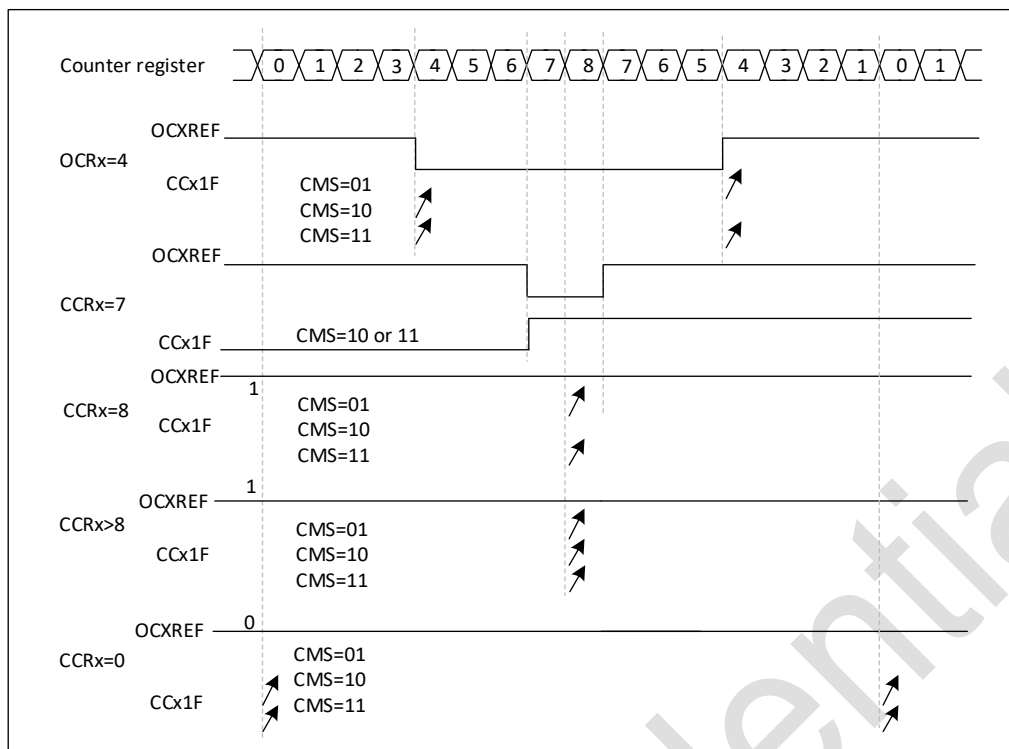 Counter register 0 1 2 3 4 5 6 7 8 7 6 5 4 3 2 1 0 1
OCXREF
OCRx=4
CCx1F
CMS=01
CMS=10
CMS=11
OCXREF
CCRx=7
CCx1F
CMS=10 or 11
OCXREF
1
CCRx=8
CCx1F
CMS=01
CMS=10
CMS=11
OCXREF
1
CCRx>8
CCx1F
CMS=01
CMS=10
CMS=11
OCXREF
0
CCRx=0
CCx1F
CMS=01
CMS=10
CMS=11